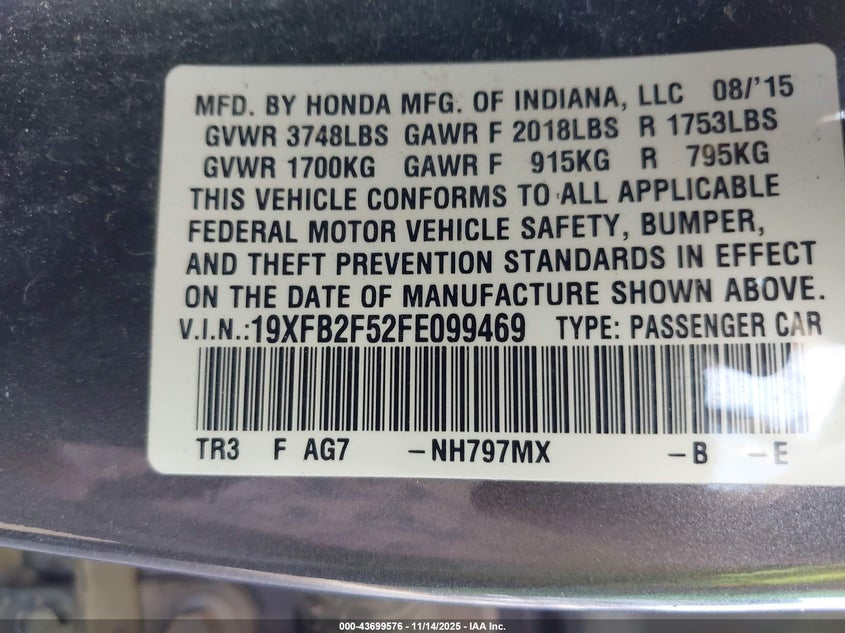 MFD. BY HONDA MFG. OF INDIANA, LLC 08/'15
GVWR 3748LBS GAWR F 2018LBS R 1753LBS
GVWR 1700KG GAWR F 915KG R 795KG
THIS VEHICLE CONFORMS TO ALL APPLICABLE
FEDERAL MOTOR VEHICLE SAFETY, BUMPER,
AND THEFT PREVENTION STANDARDS IN EFFECT
ON THE DATE OF MANUFACTURE SHOWN ABOVE.
V.I.N.:19XFB2F52FE099469 TYPE: PASSENGER CAR
TR3 F AG7 -NH797MX -B -E
000-43699576 - 11/14/2025 - IAA Inc.